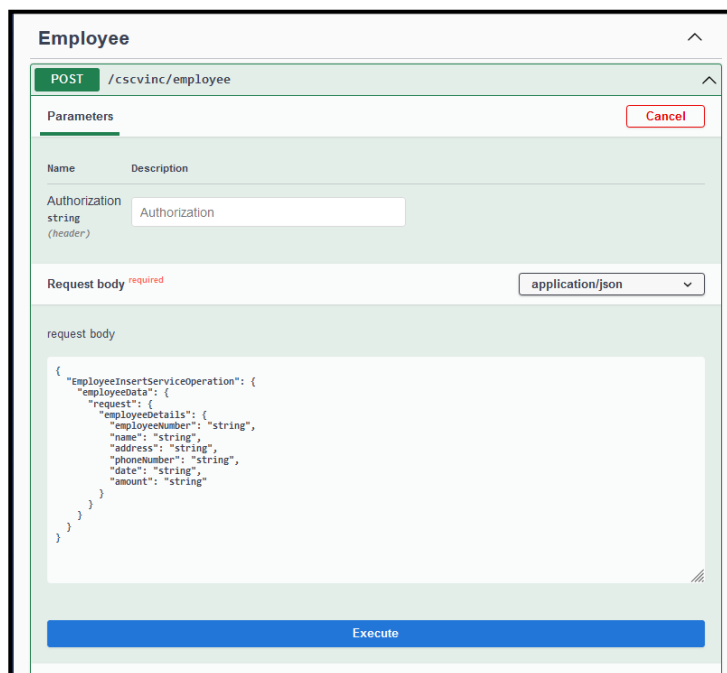 Employee
POST /cscvinc/employee
Parameters
Cancel
Name Description
Authorization
string
(header)
Authorization
Request body required
application/json
request body
{
  "EmployeeInsertServiceOperation": {
    "employeeData": {
      "request": {
        "employeeDetails": {
          "employeeNumber": "string",
          "name": "string",
          "address": "string",
          "phoneNumber": "string",
          "date": "string",
          "amount": "string"
        }
      }
    }
  }
}
Execute